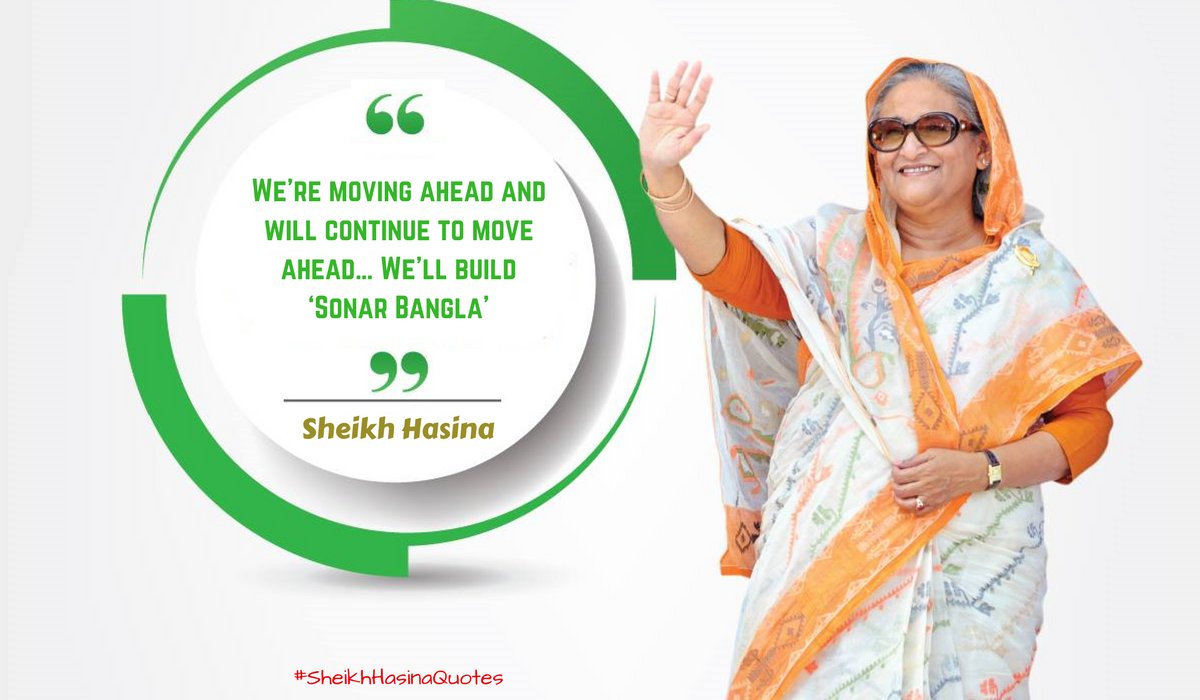 “
We’re moving ahead and
will continue to move
ahead... We’ll build
‘Sonar Bangla’
”
Sheikh Hasina
#SheikhHasinaQuotes